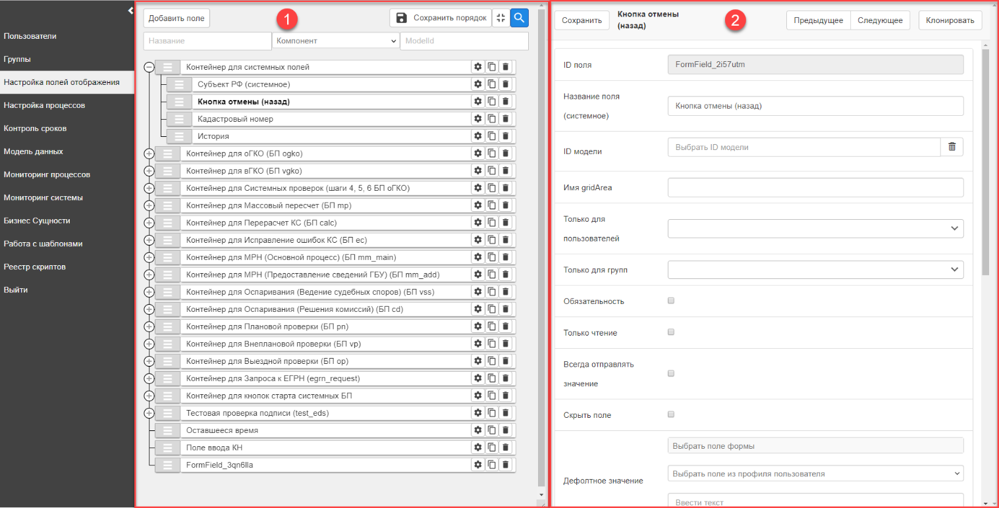 Пользователи
Группы
Настройка полей отображения
Настройка процессов
Контроль сроков
Модель данных
Мониторинг процессов
Мониторинг системы
Бизнес Сущности
Работа с шаблонами
Реестр скриптов
Выйти
Добавить поле
1
Сохранить порядок
Название
Компонент
ModelId
Контейнер для системных полей
Субъект РФ (системное)
Кнопка отмены (назад)
Кадастровый номер
История
Контейнер для оГКО (БП ogko)
Контейнер для вГКО (БП vgko)
Контейнер для Системных проверок (шаги 4, 5, 6 БП оГКО)
Контейнер для Массовый пересчет (БП mp)
Контейнер для Перерасчет КС (БП calc)
Контейнер для Исправление ошибок КС (БП ec)
Контейнер для МРН (Основной процесс) (БП mm_main)
Контейнер для МРН (Предоставление сведений ГБУ) (БП mm_add)
Контейнер для Оспаривания (Ведение судебных споров) (БП vss)
Контейнер для Оспаривания (Решения комиссий) (БП cd)
Контейнер для Плановой проверки (БП pn)
Контейнер для Внеплановой проверки (БП vp)
Контейнер для Выездной проверки (БП op)
Контейнер для Запроса к ЕГРН (egrn_request)
Контейнер для кнопок старта системных БП
Тестовая проверка подписи (test_eds)
Оставшееся время
Поле ввода КН
FormField_3qn6lla
Сохранить
Кнопка отмены
(назад)
2
Предыдущее
Следующее
Клонировать
ID поля
FormField_2i57utm
Название поля
(системное)
Кнопка отмены (назад)
ID модели
Выбрать ID модели
Имя gridArea
Только для
пользователей
Только для групп
Обязательность
Только чтение
Всегда отправлять
значение
Скрыть поле
Дефолтное значение
Выбрать поле формы
Выбрать поле из профиля пользователя
Ввести текст